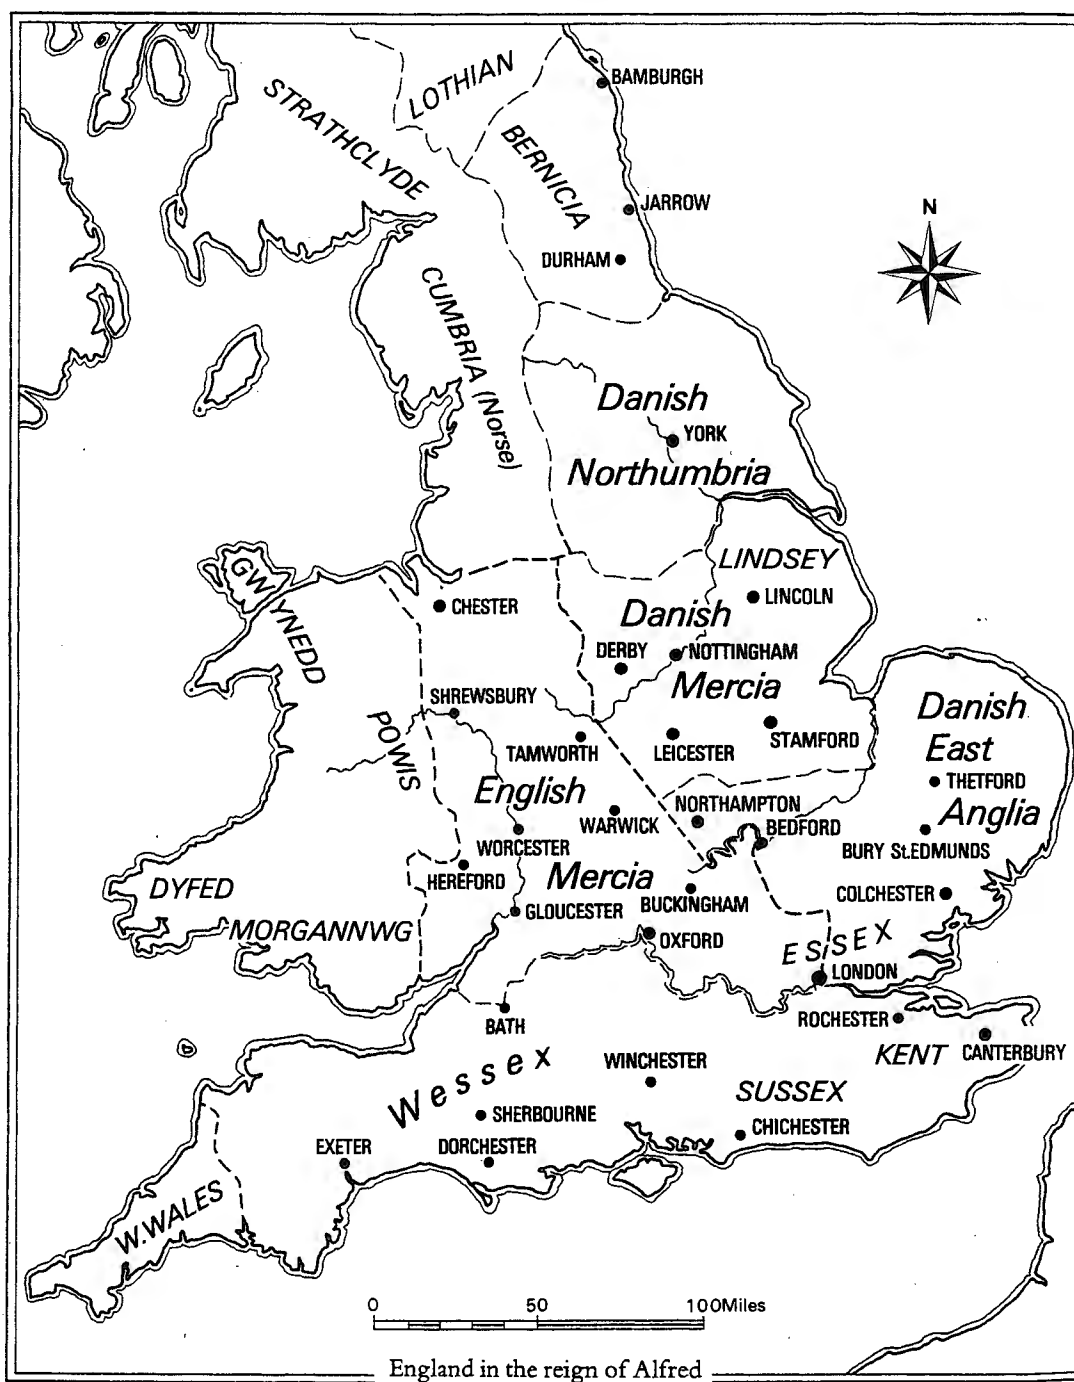 BAMBURGH
LOTHIAN
STRATHCLYDE
BERNICIA
JARROW
N
DURHAM
CUMBRIA (Norse)
Danish
YORK
Northumbria
LINDSEY
GWYNEDD
CHESTER
LINCOLN
Danish
DERBY
NOTTINGHAM
Mercia
SHREWSBURY
POWIS
TAMWORTH
LEICESTER
STAMFORD
Danish
East
THETFORD
Anglia
English
NORTHAMPTON
WARWICK
BEDFORD
WORCESTER
BURY St.EDMUNDS
HEREFORD
Mercia
DYFED
BUCKINGHAM
COLCHESTER
GLOUCESTER
MORGANNWG
OXFORD
ESSEX
LONDON
BATH
ROCHESTER
KENT
CANTERBURY
Wessex
WINCHESTER
SUSSEX
SHERBOURNE
CHICHESTER
EXETER
DORCHESTER
W.WALES
0 50 100Miles
England in the reign of Alfred